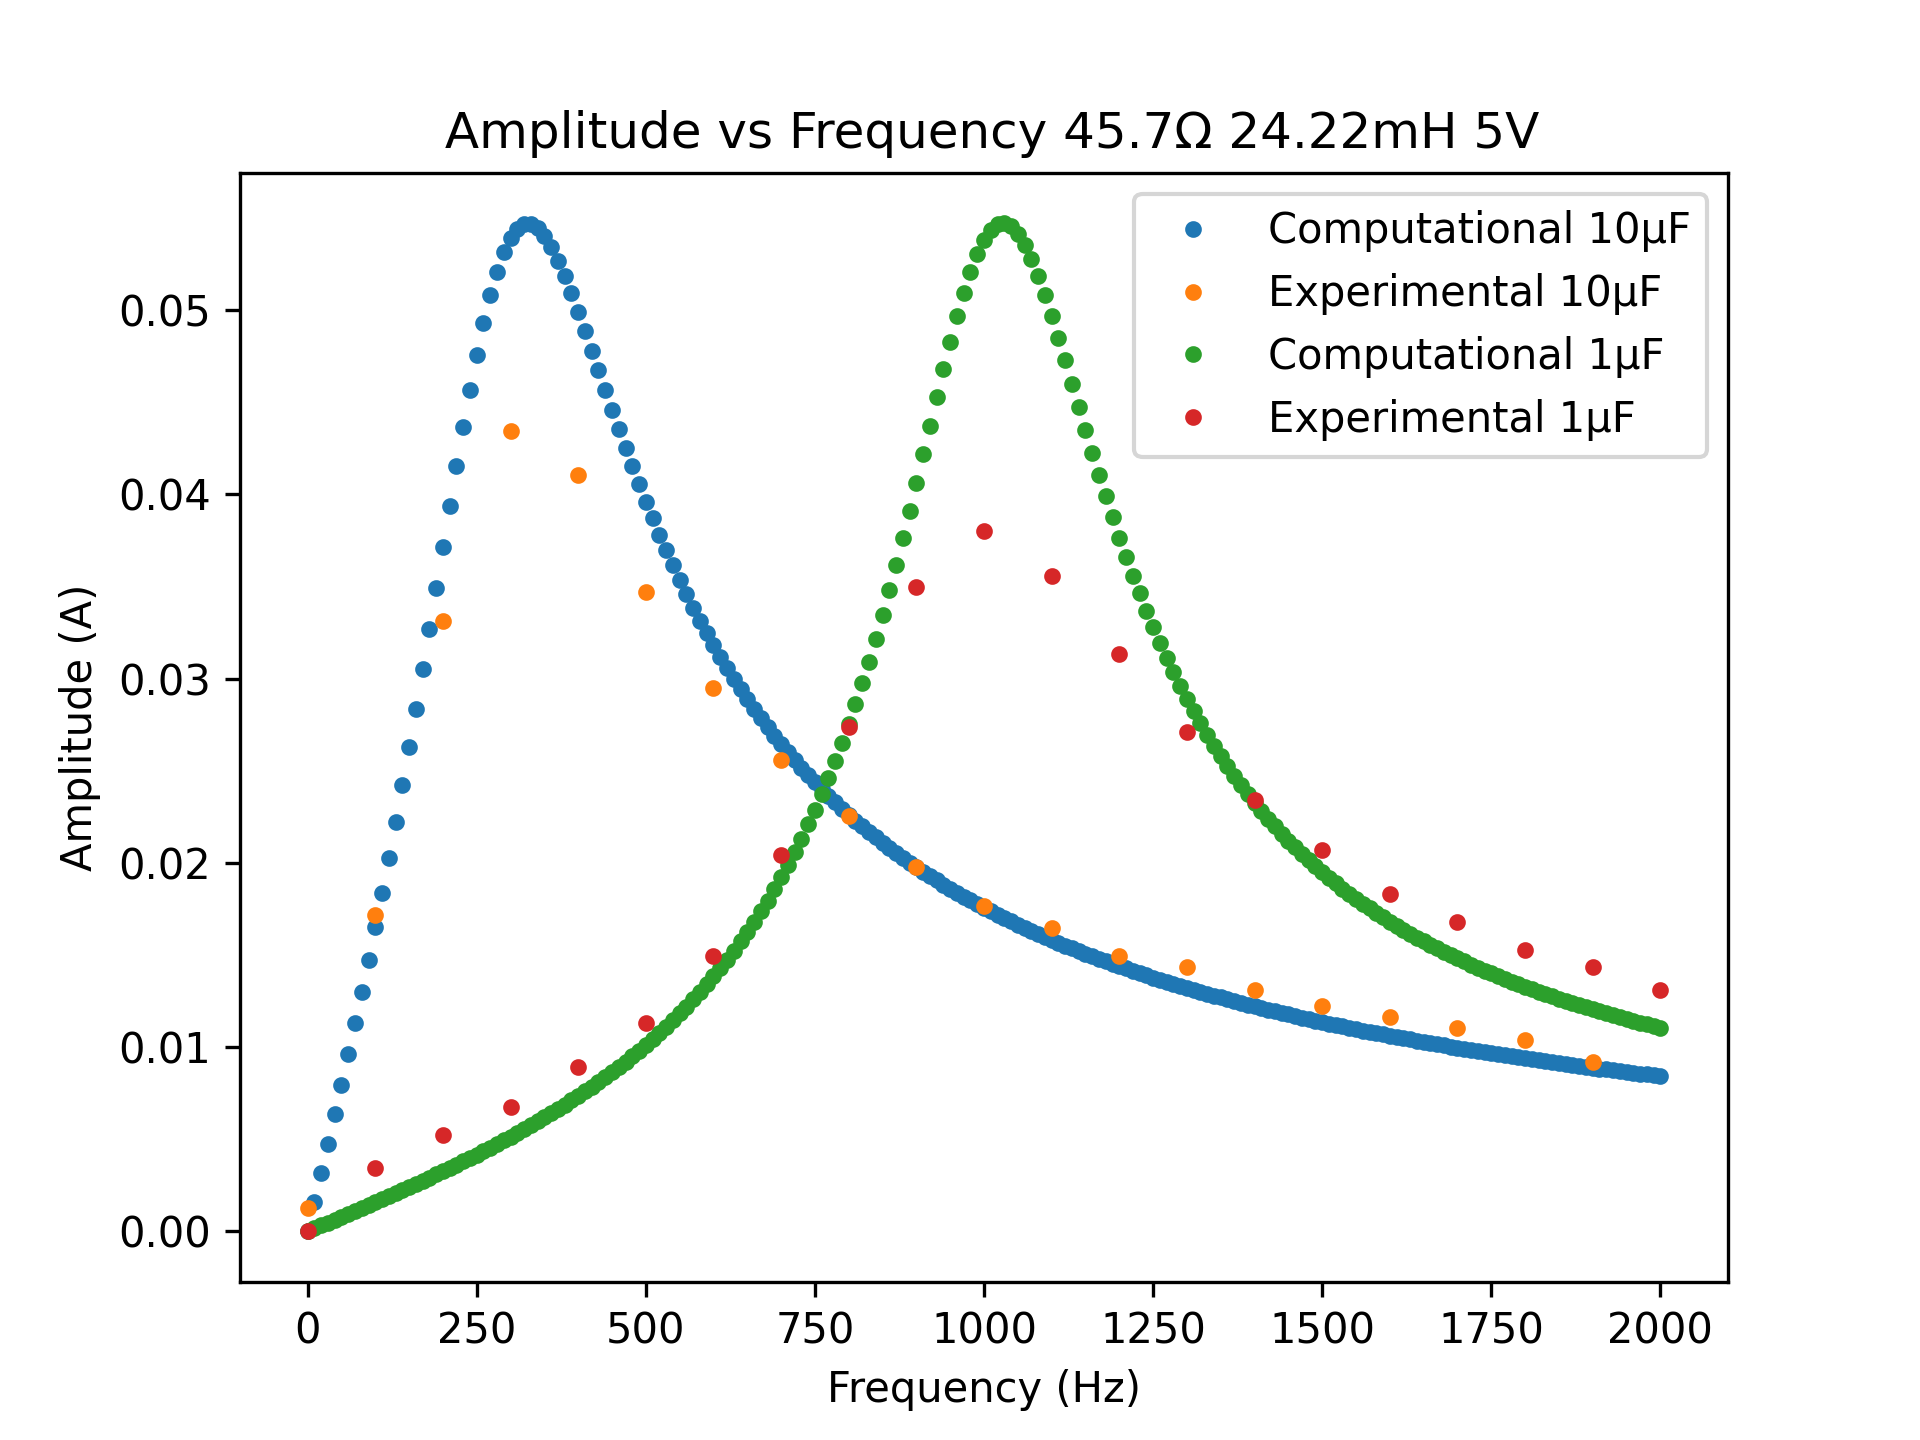 Amplitude vs Frequency 45.7Ω 24.22mH 5V
Computational 10μF
Experimental 10μF
Computational 1μF
Experimental 1μF
Amplitude (A)
0.05
0.04
0.03
0.02
0.01
0.00
0 250 500 750 1000 1250 1500 1750 2000
Frequency (Hz)